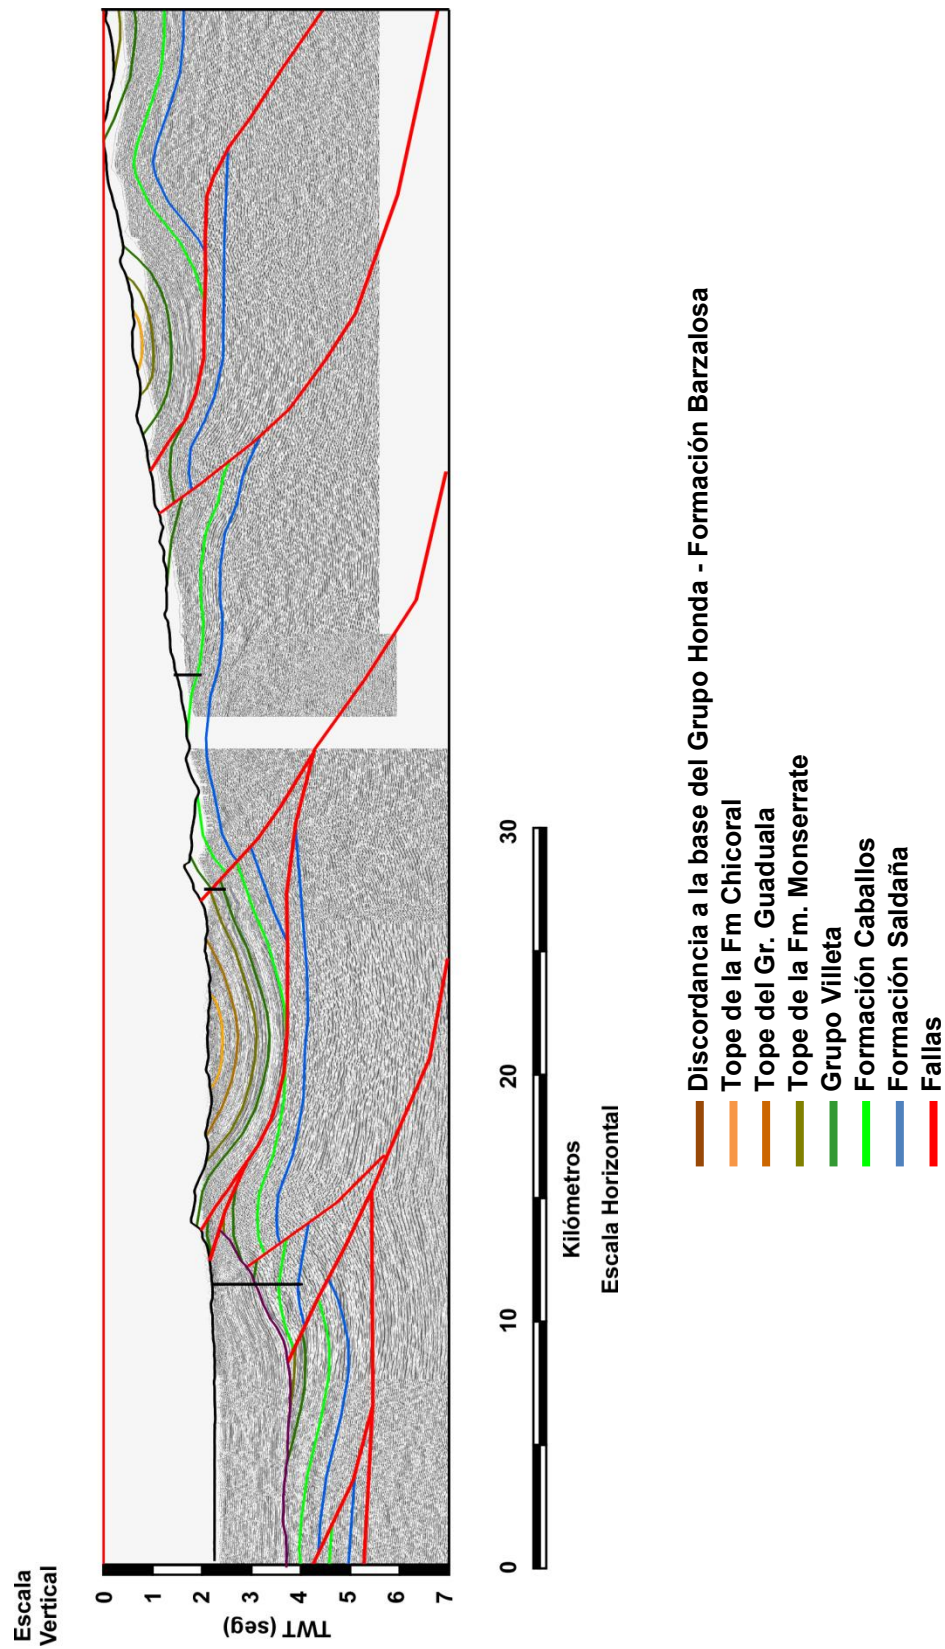 Escala
Vertical
0
1
2
3
4
5
6
7
TWT (seg)
0
10
20
30
Kilómetros
Escala Horizontal
Discordancia a la base del Grupo Honda - Formación Barzalosa
Tope de la Fm Chicoral
Tope del Gr. Guaduala
Tope de la Fm. Monserrate
Grupo Villeta
Formación Caballos
Formación Saldaña
Fallas